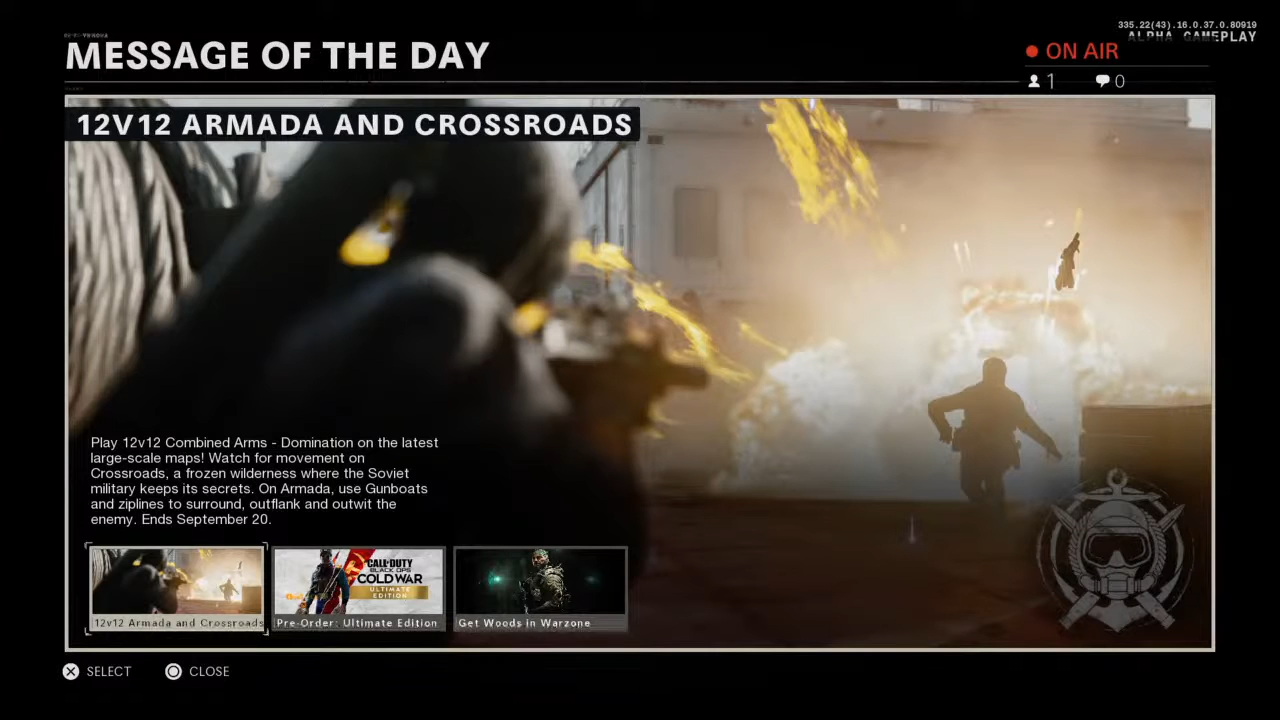 335.22(43).16.0.37.0.80919
ALPHA GAMEPLAY
MESSAGE OF THE DAY
ON AIR
1 0
12V12 ARMADA AND CROSSROADS
Play 12v12 Combined Arms - Domination on the latest
large-scale maps! Watch for movement on
Crossroads, a frozen wilderness where the Soviet
military keeps its secrets. On Armada, use Gunboats
and ziplines to surround, outflank and outwit the
enemy. Ends September 20.
CALL OF DUTY
BLACK OPS
COLD WAR
ULTIMATE
EDITION
12v12 Armada and Crossroads
Pre-Order: Ultimate Edition
Get Woods in Warzone
SELECT CLOSE